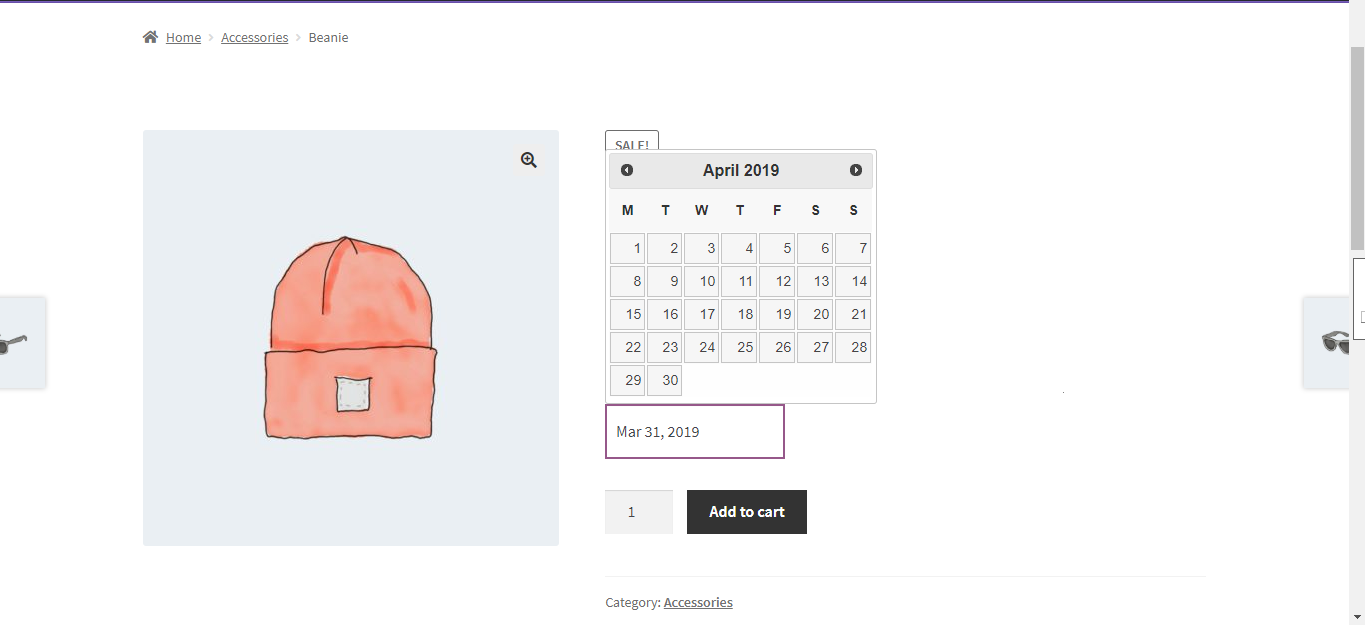 Home > Accessories > Beanie
SALE!
April 2019
M T W T F S S
1 2 3 4 5 6 7
8 9 10 11 12 13 14
15 16 17 18 19 20 21
22 23 24 25 26 27 28
29 30
Mar 31, 2019
1 Add to cart
Category: Accessories